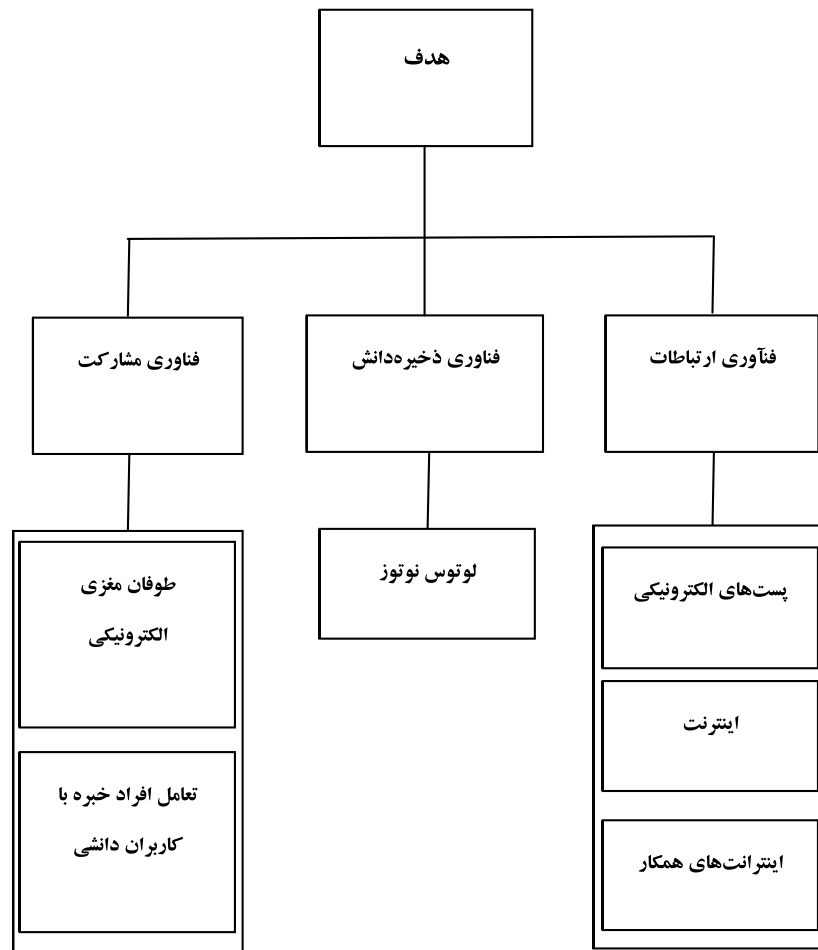 هدف
فنآوری ارتباطات
فناوری ذخیره‌دانش
فناوری مشارکت
پست‌های الکترونیکی
اینترنت
اینترانت‌های همکار
لوتوس نوتوز
طوفان مغزی
الکترونیکی
تعامل افراد خبره با
کاربران دانشی